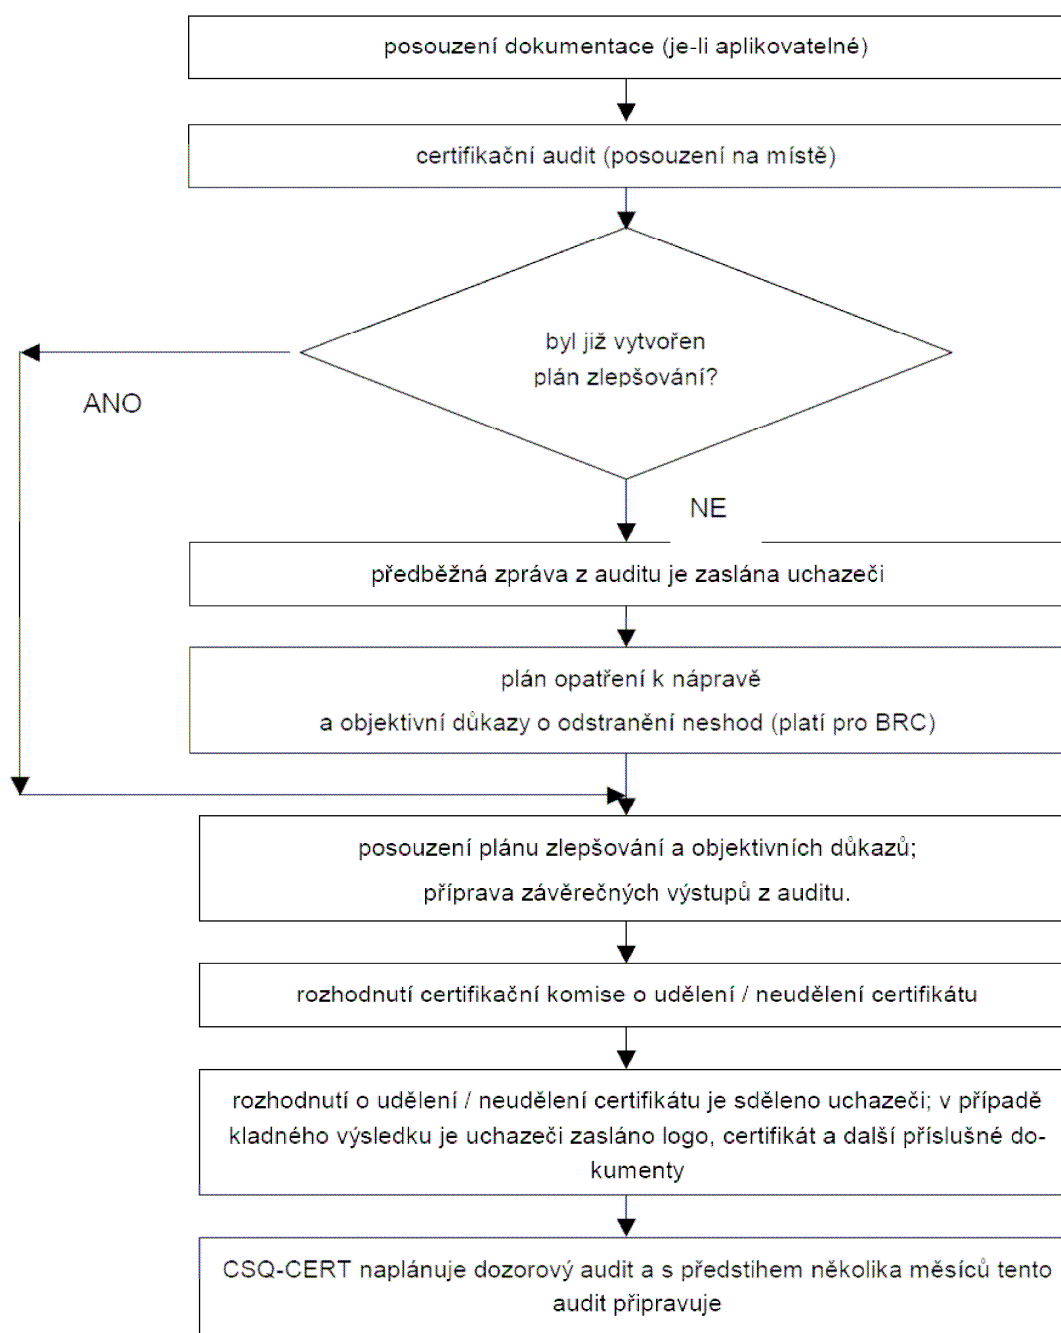 posouzení dokumentace (je-li aplikovatelné)
certifikační audit (posouzení na místě)
byl již vytvořen
plán zlepšování?
ANO
NE
předběžná zpráva z auditu je zaslána uchazeči
plán opatření k nápravě
a objektivní důkazy o odstranění neshod (platí pro BRC)
posouzení plánu zlepšování a objektivních důkazů;
příprava závěrečných výstupů z auditu.
rozhodnutí certifikační komise o udělení / neudělení certifikátu
rozhodnutí o udělení / neudělení certifikátu je sděleno uchazeči; v případě
kladného výsledku je uchazeči zasláno logo, certifikát a další příslušné do-
kumenty
CSQ-CERT naplánuje dozorový audit a s předstihem několika měsíců tento
audit připravuje